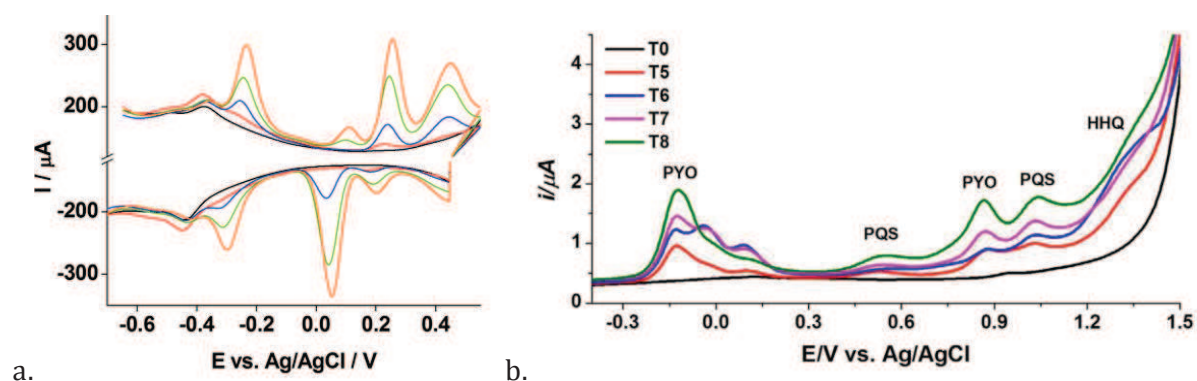 300
200
-200
-300
I / µA
-0.6 -0.4 -0.2 0.0 0.2 0.4
E vs. Ag/AgCl / V
a.
T0
T5
T6
T7
T8
PYO
PQS
PYO
PQS
HHQ
4
3
2
1
0
i/µA
-0.3 0.0 0.3 0.6 0.9 1.2 1.5
E/V vs. Ag/AgCl
b.